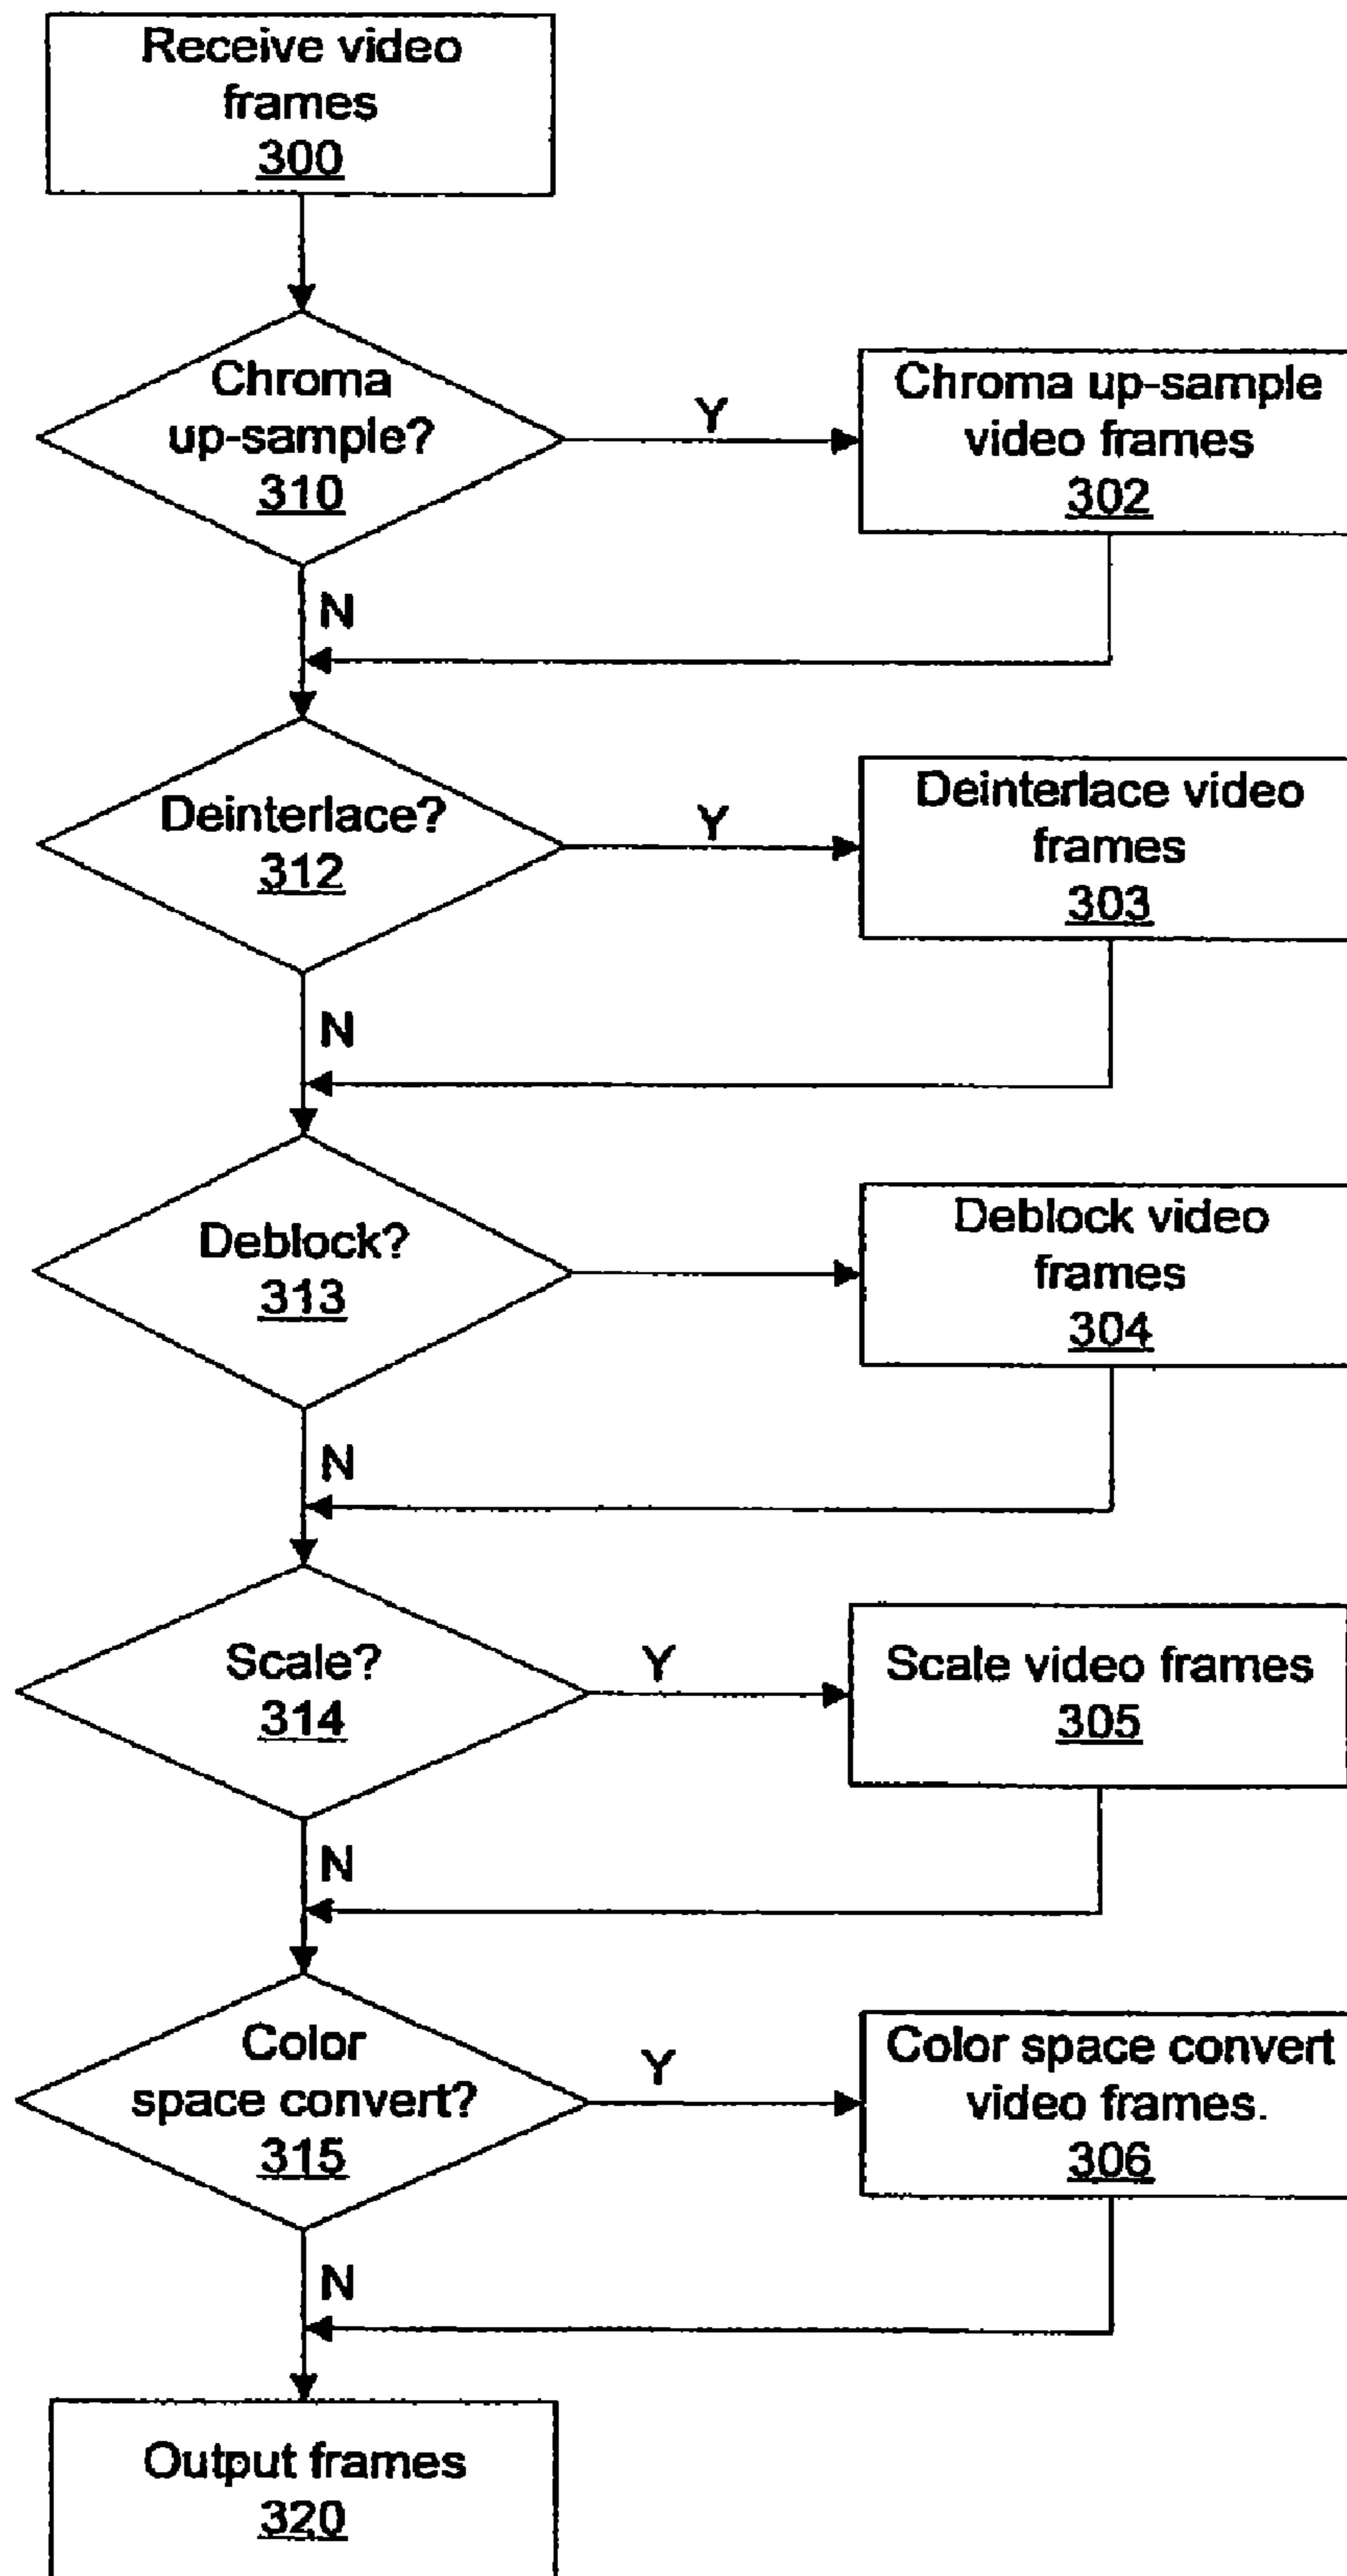 Receive video
frames
300
Chroma
up-sample?
310
Y
Chroma up-sample
video frames
302
N
Deinterlace?
312
Y
Deinterlace video
frames
303
N
Deblock?
313
Deblock video
frames
304
N
Scale?
314
Y
Scale video frames
305
N
Color
space convert?
315
Y
Color space convert
video frames.
306
N
Output frames
320